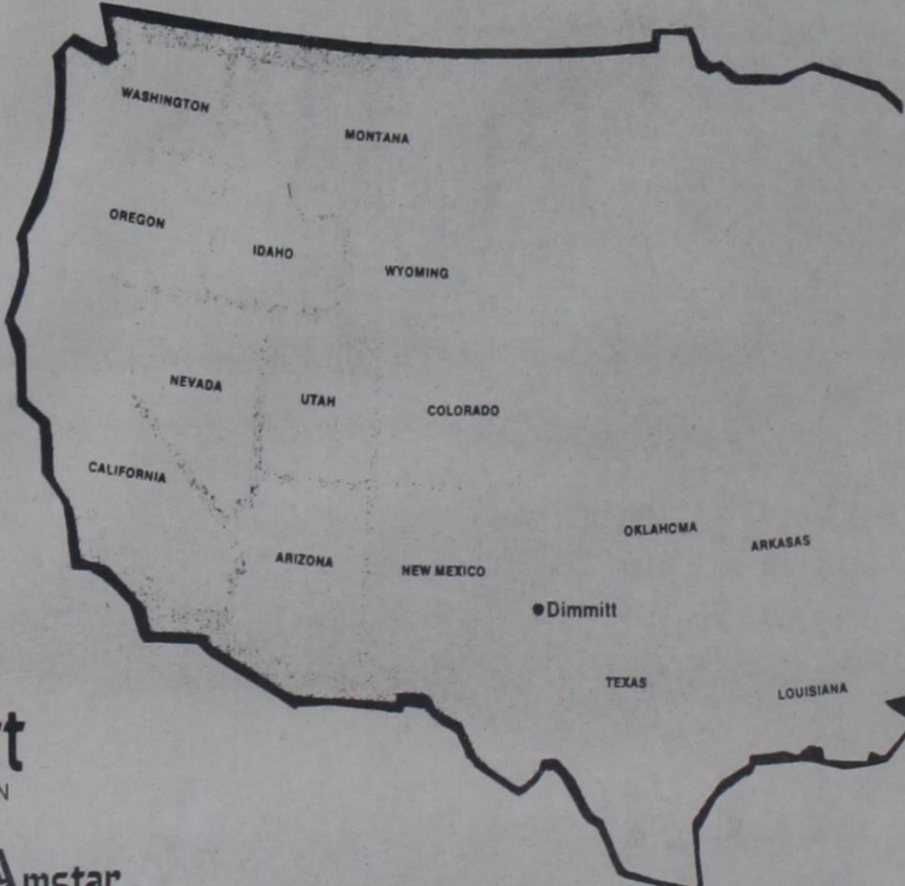 WASHINGTON
MONTANA
OREGON
IDAHO
WYOMING
NEVADA
UTAH
COLORADO
CALIFORNIA
OKLAHCMA
ARKASAS
ARIZONA
NEW MEXICO
Dimmitt
TEXAS
LOUISIANA
t
N
Amstar